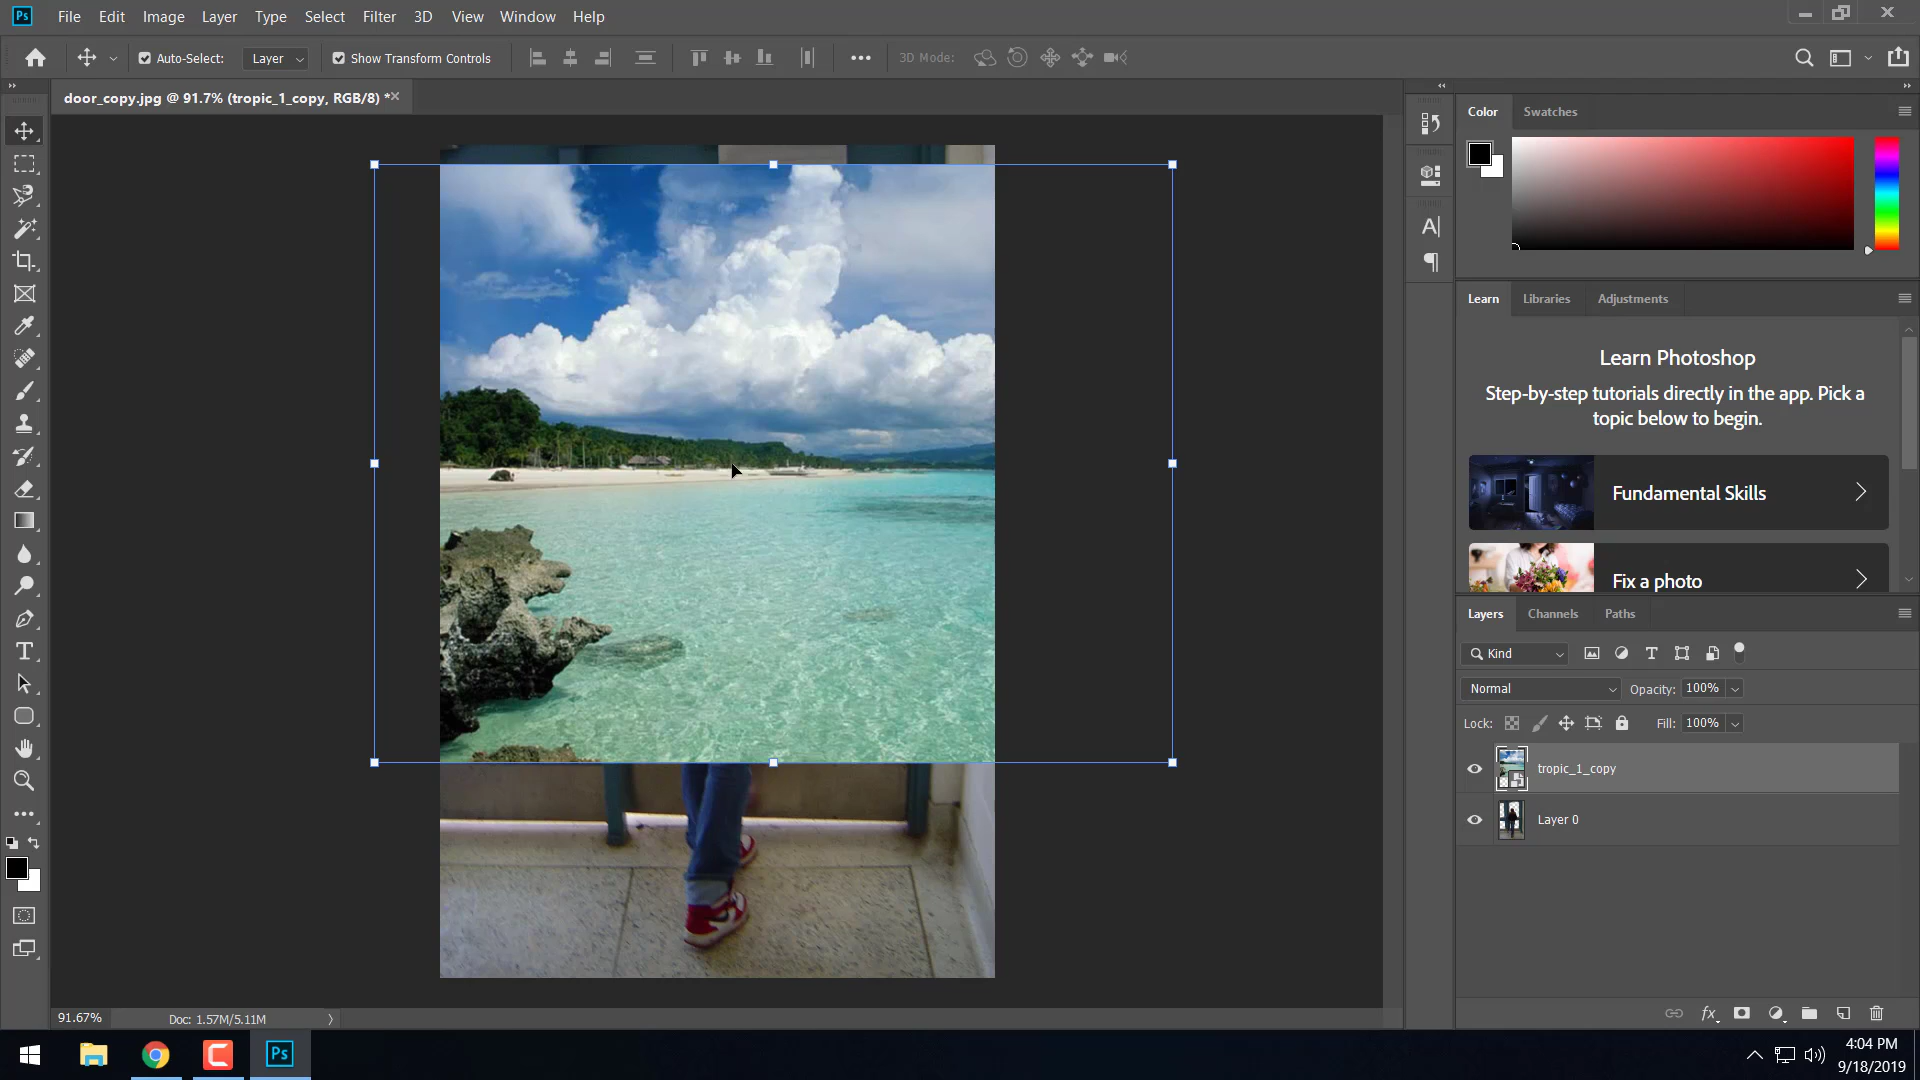 Ps File Edit Image Layer Type Select Filter 3D View Window Help
Auto-Select: Layer Show Transform Controls 3D Mode:
door_copy.jpg @ 91.7% (tropic_1_copy, RGB/8) *
Color Swatches
Learn Libraries Adjustments
Learn Photoshop
Step-by-step tutorials directly in the app. Pick a
topic below to begin.
Fundamental Skills
Fix a photo
Layers Channels Paths
Kind
Normal Opacity: 100%
Lock: Fill: 100%
tropic_1_copy
Layer 0
fx
91.67% Doc: 1.57M/5.11M
Ps
4:04 PM
9/18/2019